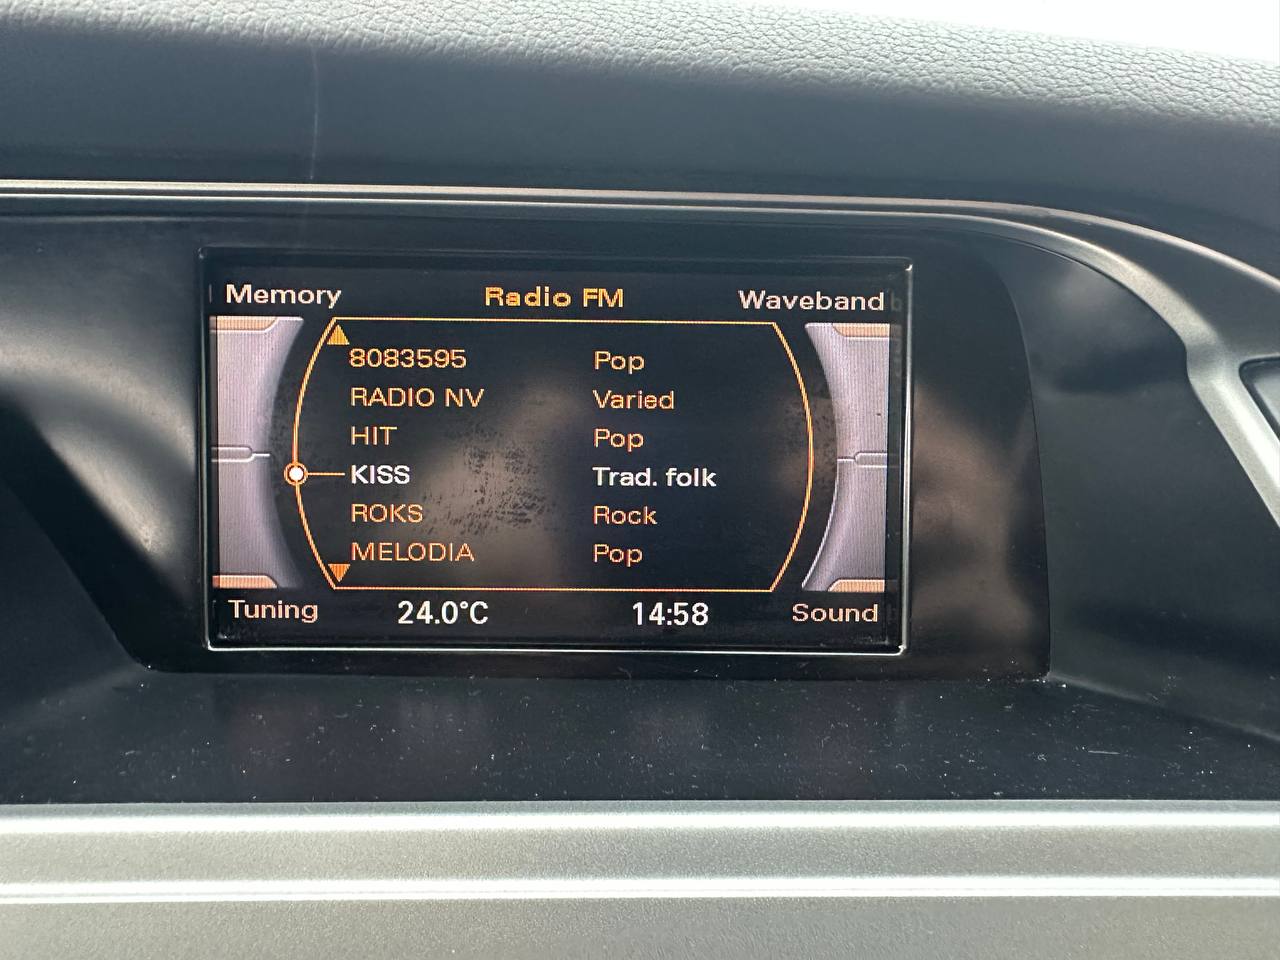 Memory Radio FM Waveband
8083595 Pop
RADIO NV Varied
HIT Pop
KISS Trad. folk
ROKS Rock
MELODIA Pop
Tuning 24.0°C 14:58 Sound